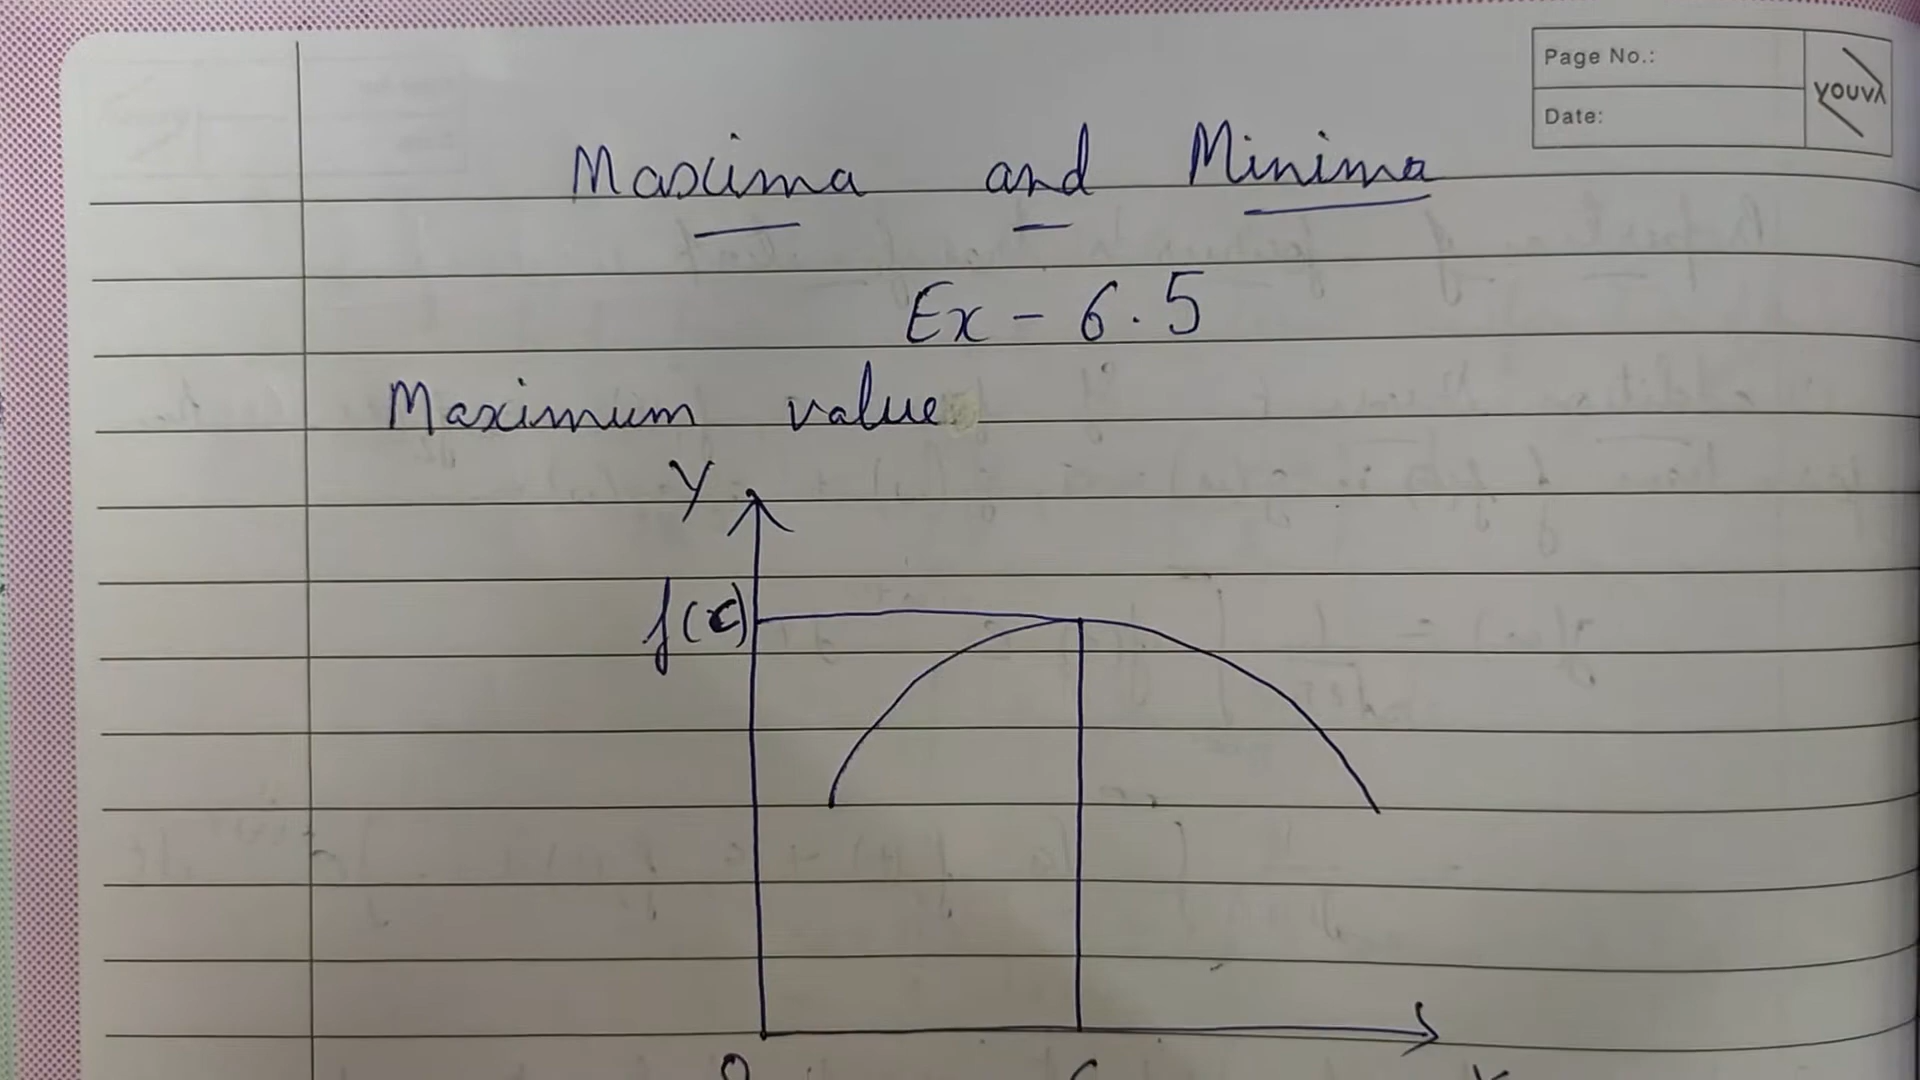 Page No.:
YOUVA
Date:
Maxima and Minima
Ex - 6.5
Maximum value
Y
f(c)